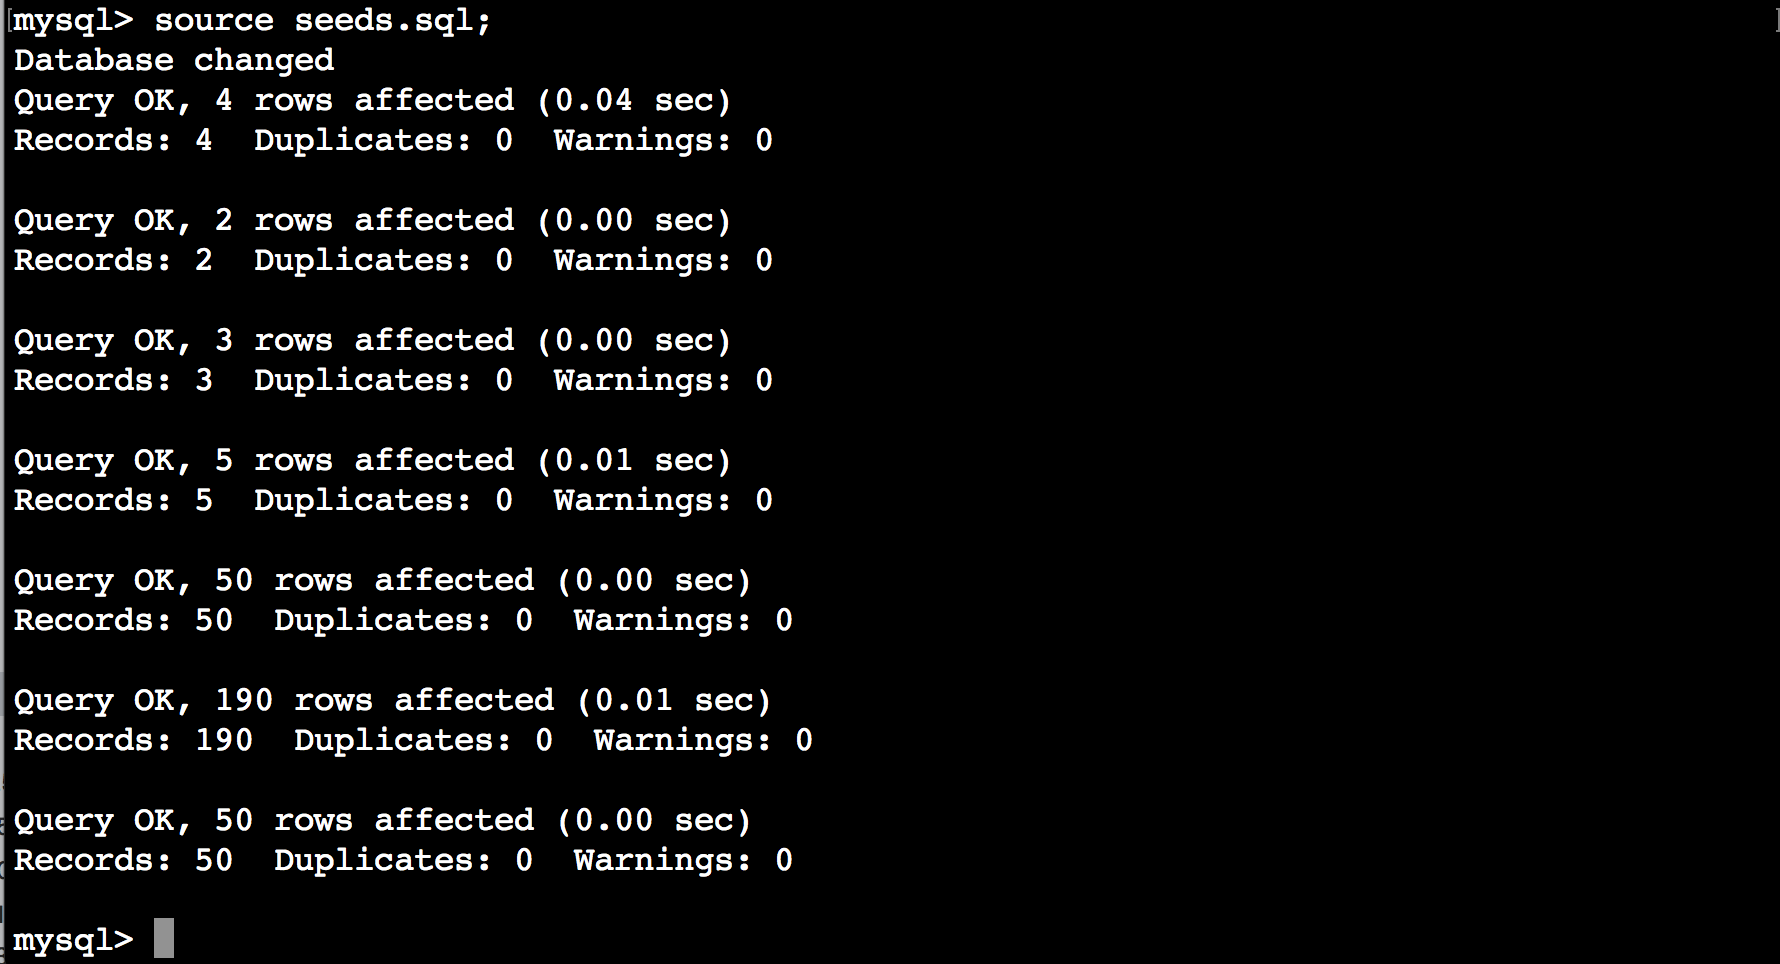 mysql> source seeds.sql;
Database changed
Query OK, 4 rows affected (0.04 sec)
Records: 4  Duplicates: 0  Warnings: 0
Query OK, 2 rows affected (0.00 sec)
Records: 2  Duplicates: 0  Warnings: 0
Query OK, 3 rows affected (0.00 sec)
Records: 3  Duplicates: 0  Warnings: 0
Query OK, 5 rows affected (0.01 sec)
Records: 5  Duplicates: 0  Warnings: 0
Query OK, 50 rows affected (0.00 sec)
Records: 50  Duplicates: 0  Warnings: 0
Query OK, 190 rows affected (0.01 sec)
Records: 190  Duplicates: 0  Warnings: 0
Query OK, 50 rows affected (0.00 sec)
Records: 50  Duplicates: 0  Warnings: 0
mysql>